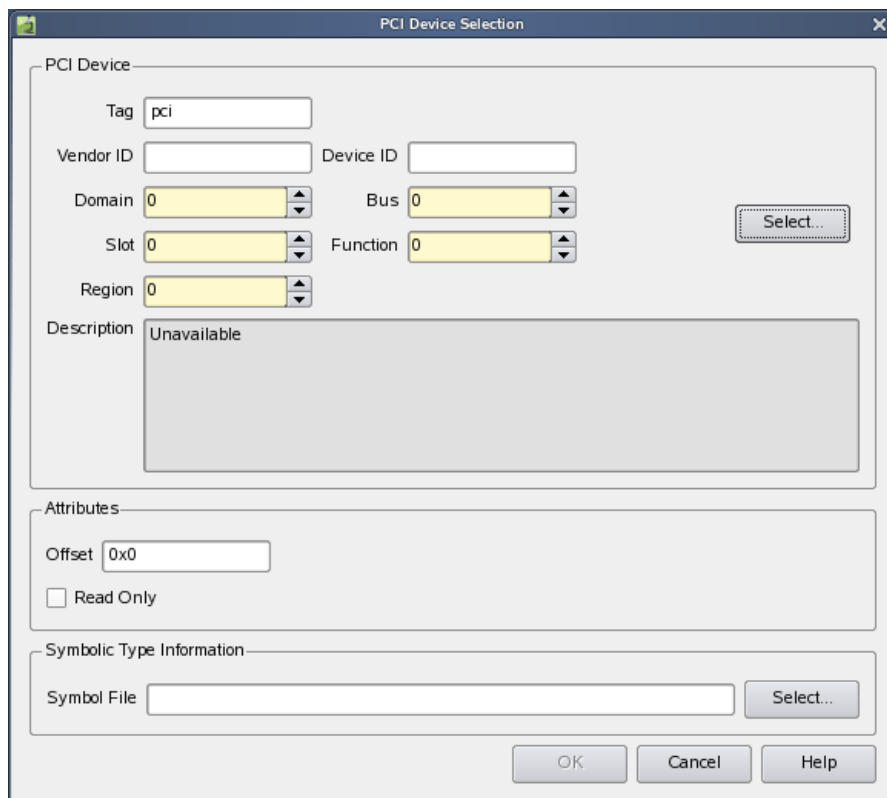 PCI Device Selection
PCI Device
Tag pci
Vendor ID Device ID
Domain 0 Bus 0
Select...
Slot 0 Function 0
Region 0
Description Unavailable
Attributes
Offset 0x0
Read Only
Symbolic Type Information
Symbol File Select...
OK Cancel Help